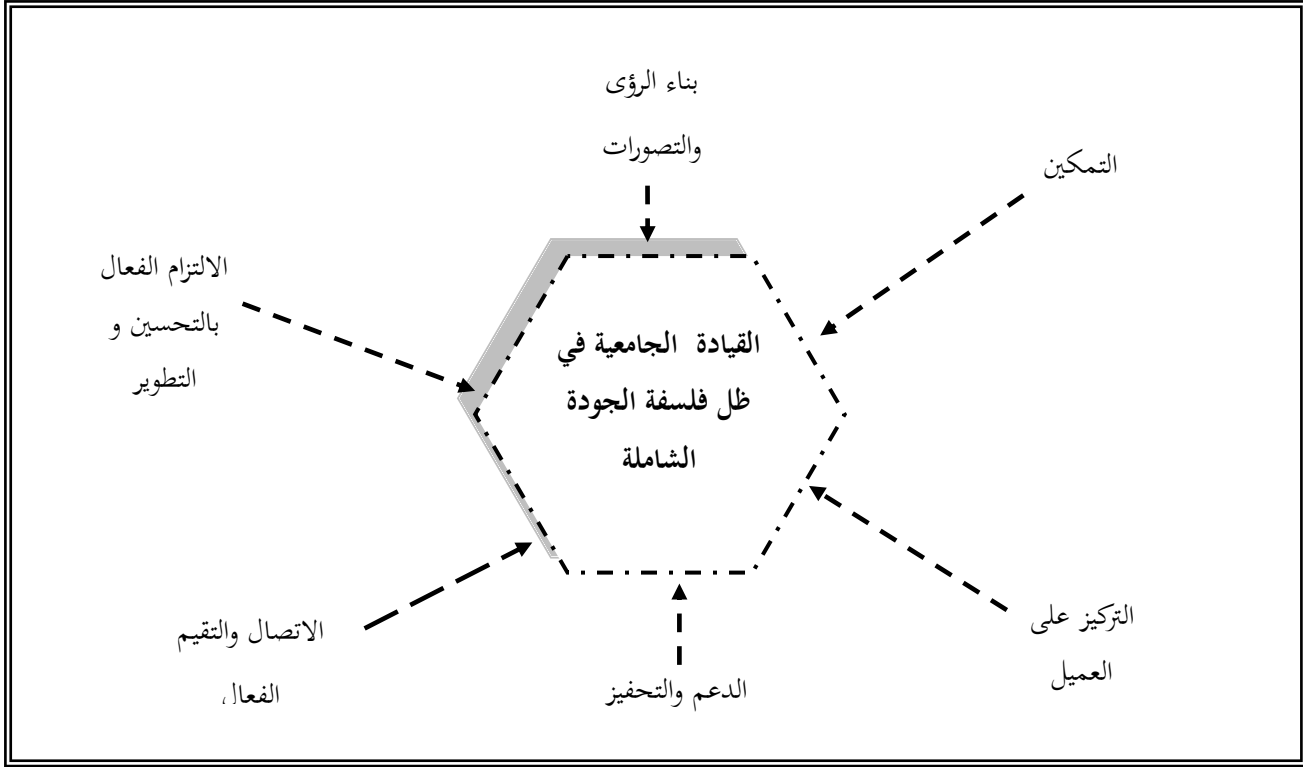 بناء الرؤى
والتصورات
التمكين
الالتزام الفعال
بالتحسين و
التطوير
القيادة الجامعية في
ظل فلسفة الجودة
الشاملة
التركيز على
العميل
الاتصال والتقيم
الفعال
الدعم والتحفيز